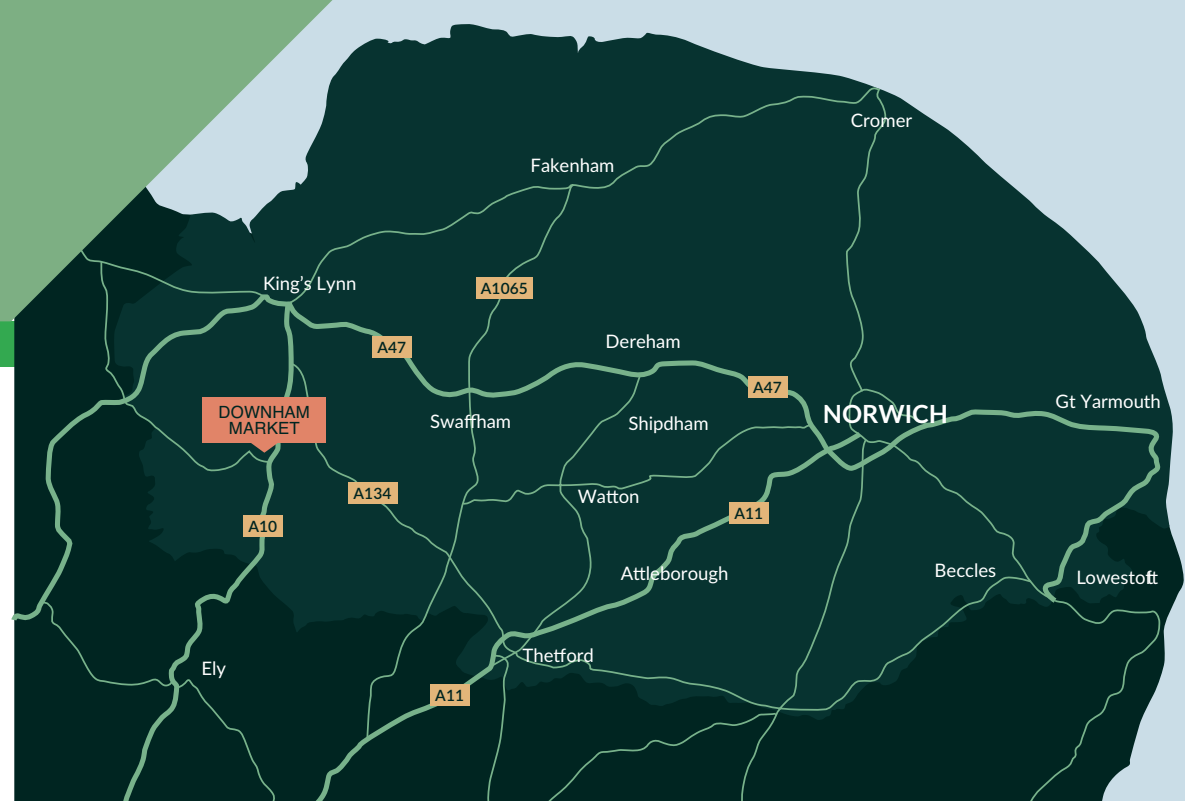 Cromer
Fakenham
King's Lynn
A1065
A47
Dereham
A47
DOWNHAM
MARKET
Swaffham
Shipdham
NORWICH
Gt Yarmouth
A134
Watton
A11
A10
Attleborough
Beccles
Lowestoft
Ely
Thetford
A11